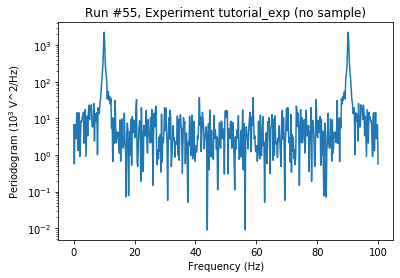 Run #55, Experiment tutorial_exp (no sample)
Periodogram (10³ V^2/Hz)
10³
10²
10¹
10⁰
10⁻¹
10⁻²
0 20 40 60 80 100
Frequency (Hz)